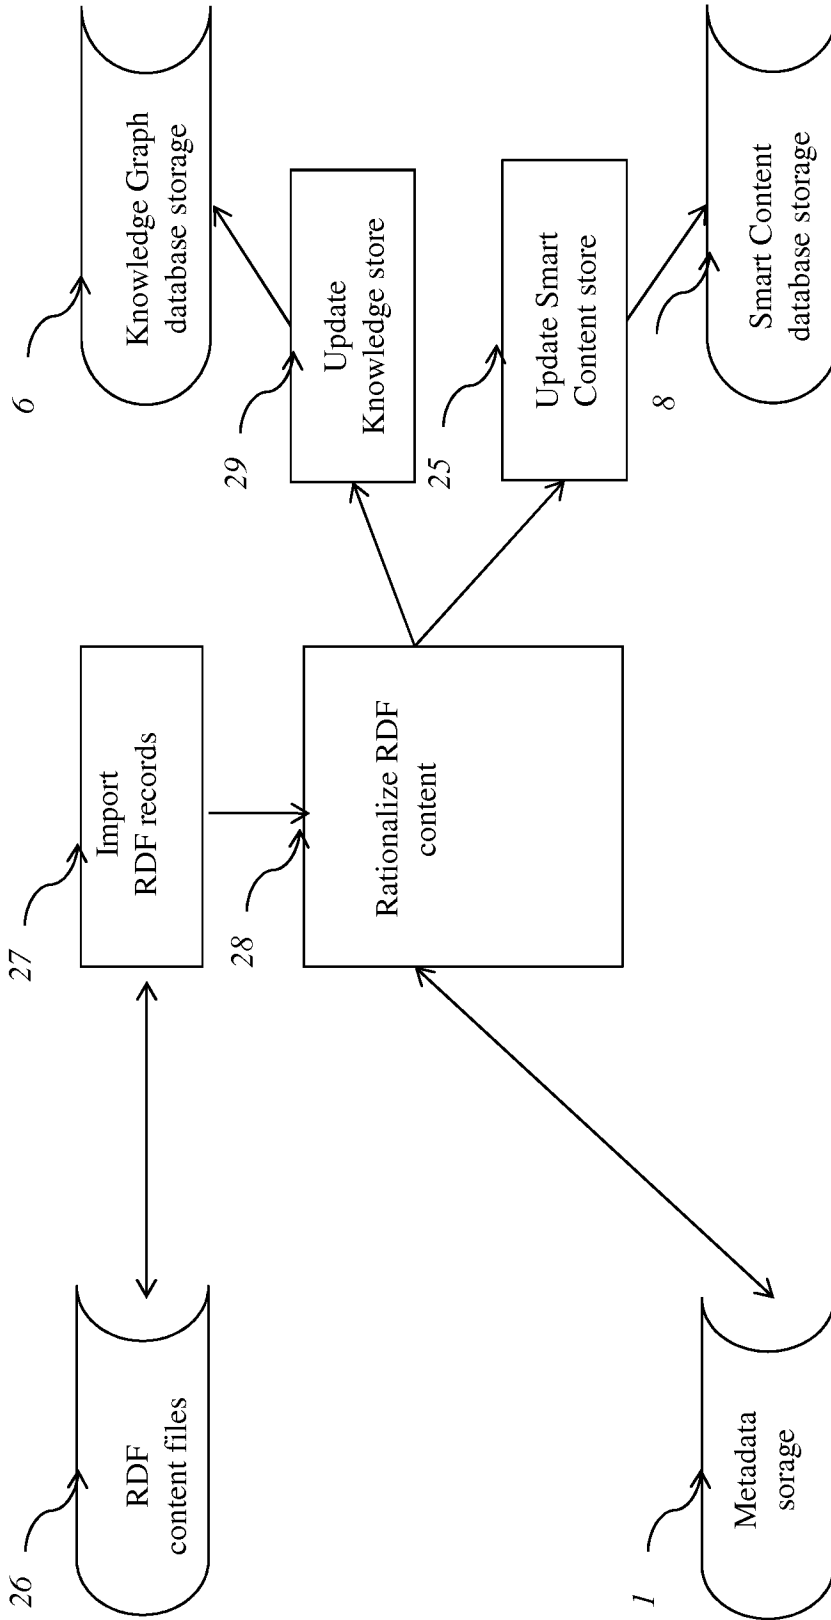 26
RDF
content files
27
Import
RDF records
6
Knowledge Graph
database storage
28
Rationalize RDF
content
29
Update
Knowledge store
25
Update Smart
Content store
1
Metadata
sorage
8
Smart Content
database storage